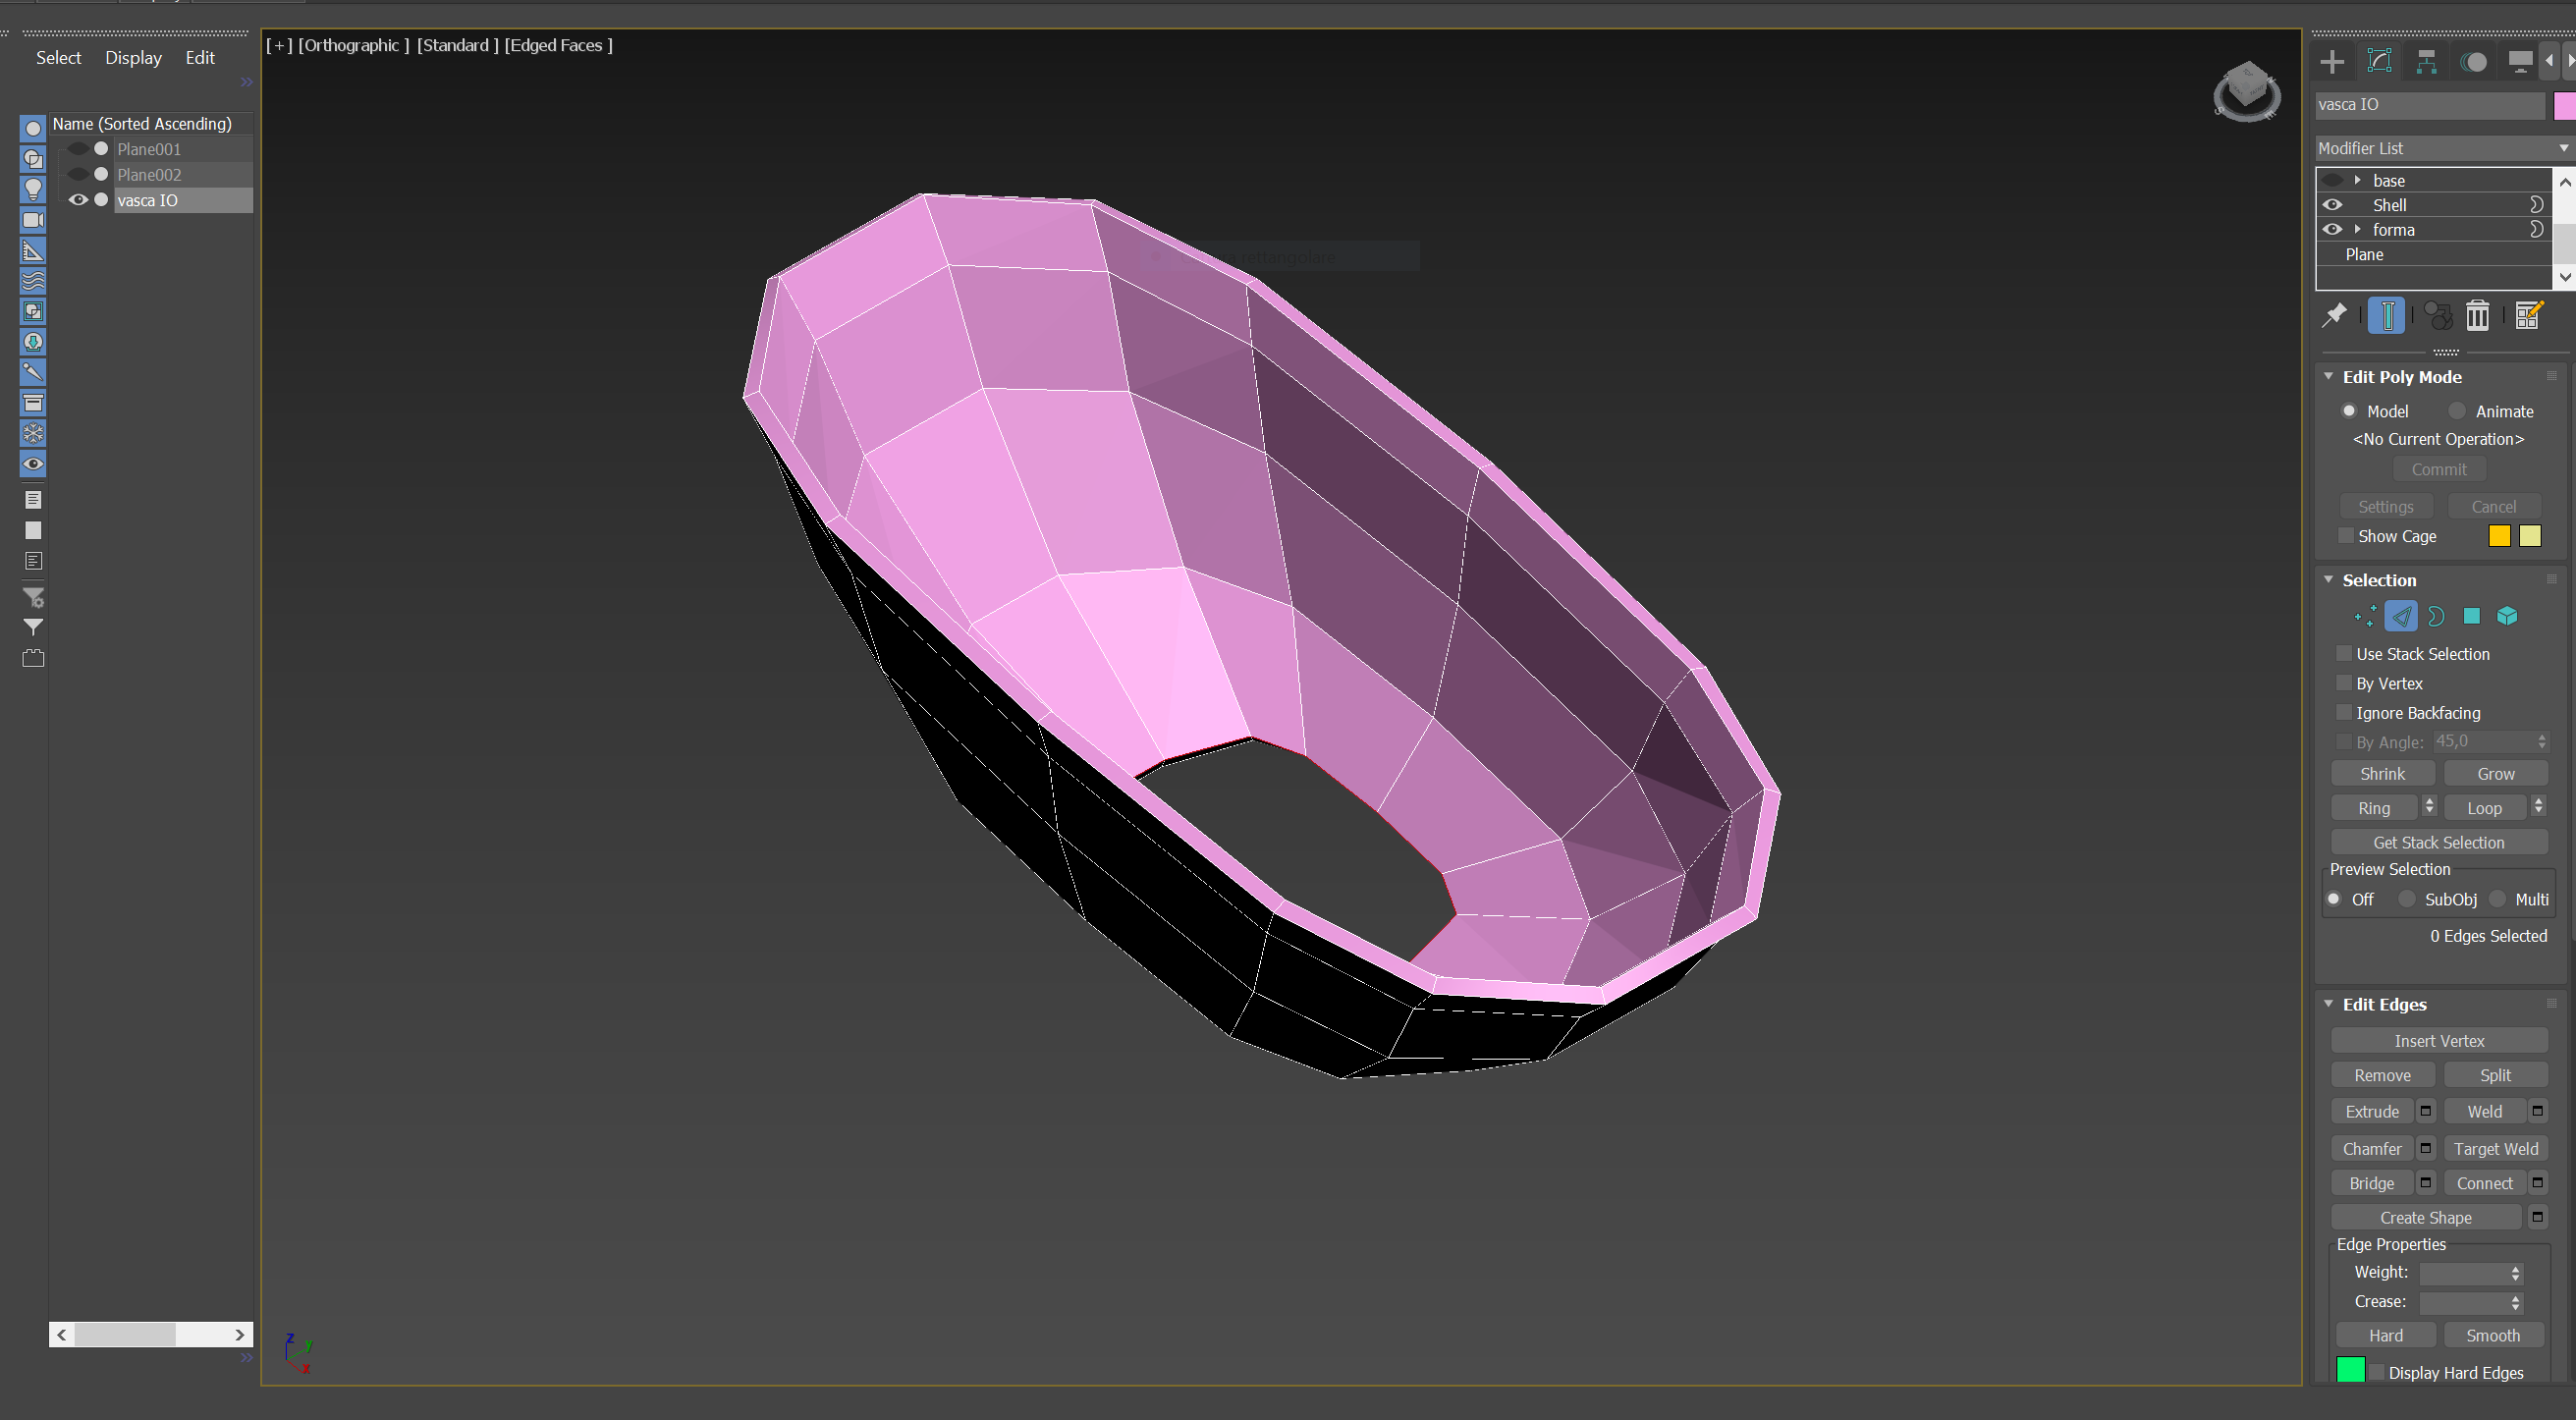 Select Display Edit
Name (Sorted Ascending)
Plane001
Plane002
vasca IO
[+] [Orthographic ] [Standard ] [Edged Faces ]
rettangolare
z
y
x
vasca IO
Modifier List
base
Shell
forma
Plane
Edit Poly Mode
Model Animate
<No Current Operation>
Commit
Settings Cancel
Show Cage
Selection
Use Stack Selection
By Vertex
Ignore Backfacing
By Angle: 45,0
Shrink Grow
Ring Loop
Get Stack Selection
Preview Selection
Off SubObj Multi
0 Edges Selected
Edit Edges
Insert Vertex
Remove Split
Extrude Weld
Chamfer Target Weld
Bridge Connect
Create Shape
Edge Properties
Weight:
Crease:
Hard Smooth
Display Hard Edges